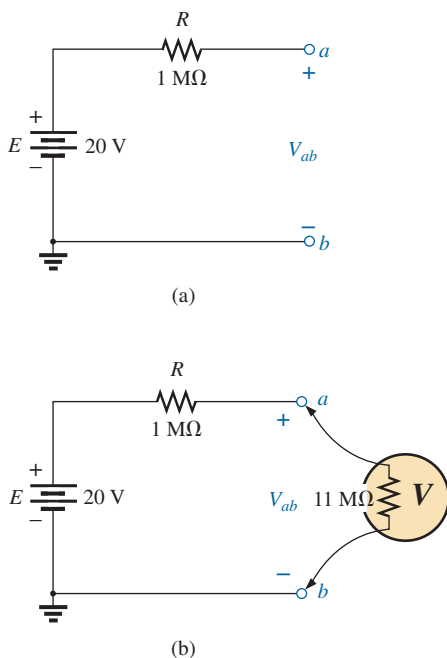 R
a
1 MΩ
+
+
E
20 V
V_ab
–
–
b
(a)
R
a
1 MΩ
+
+
E
20 V
V_ab
11 MΩ
V
–
–
b
(b)